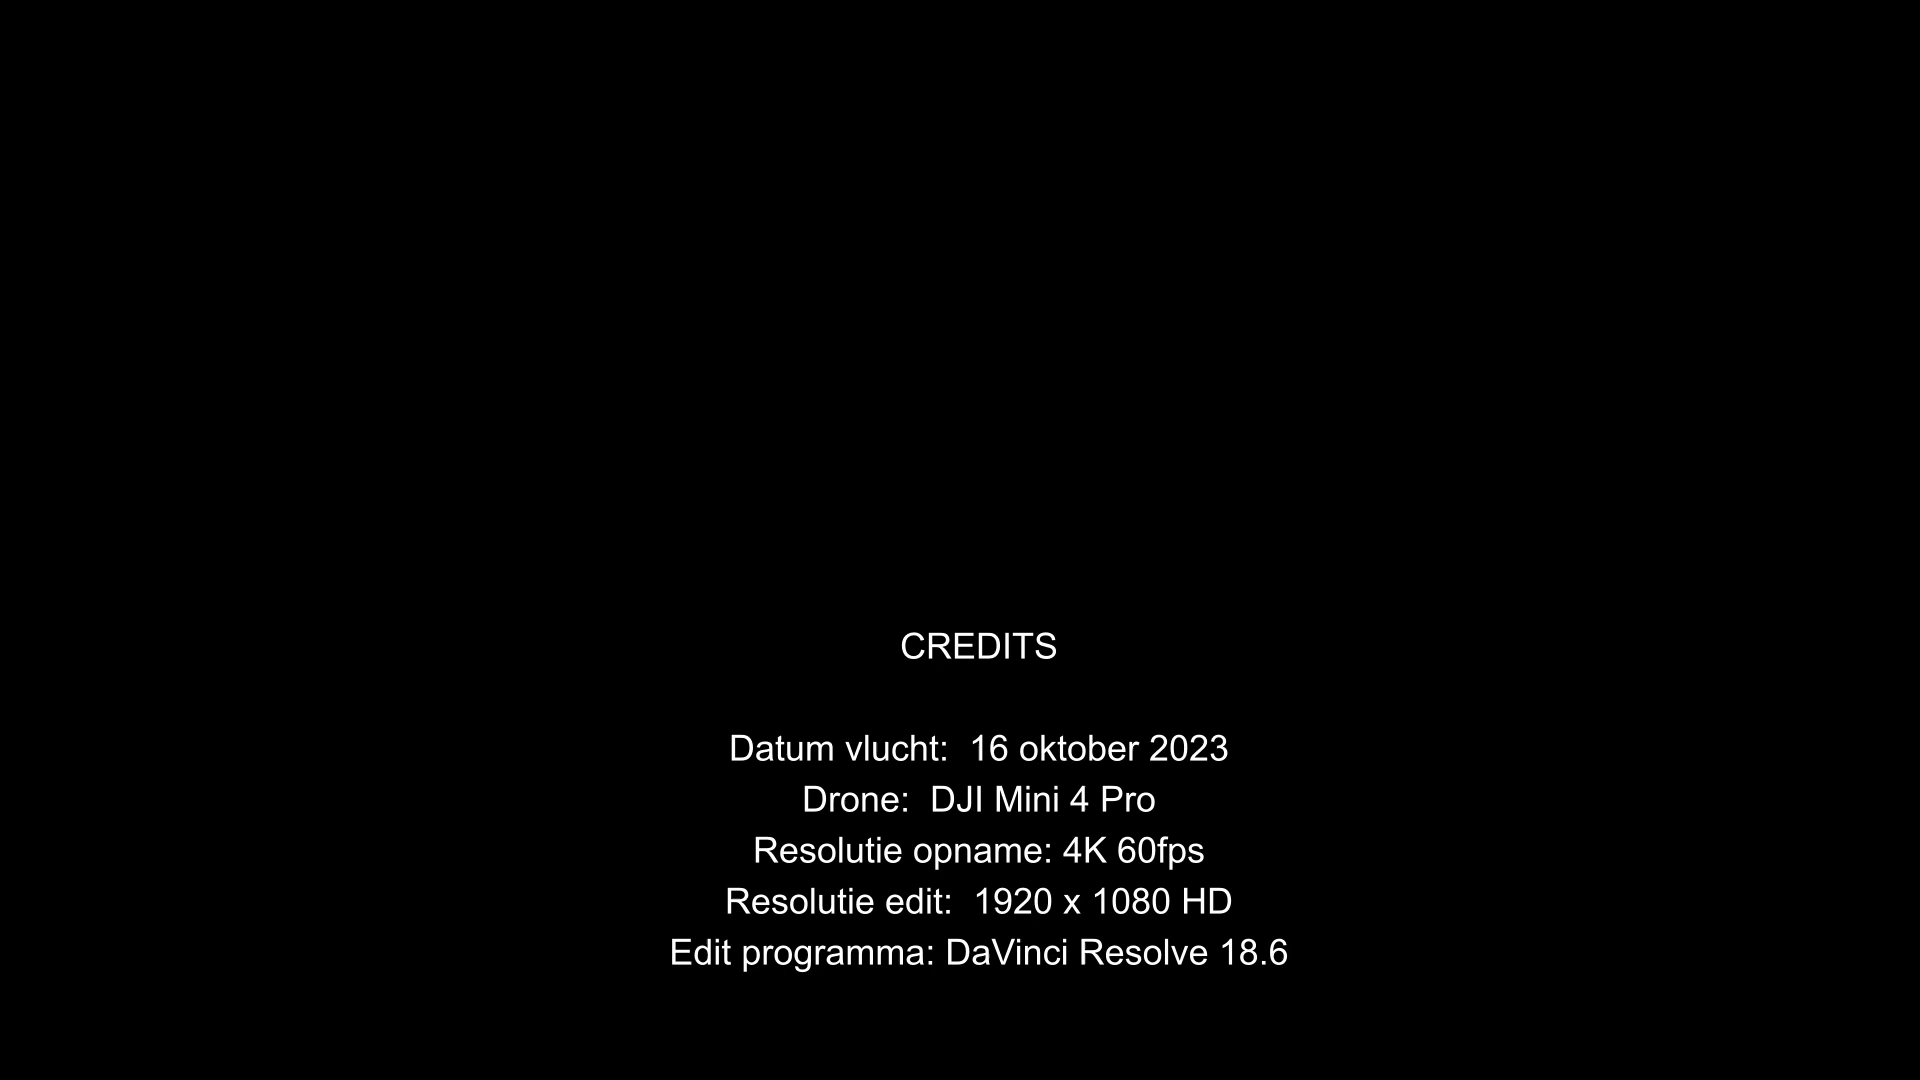 CREDITS
Datum vlucht:  16 oktober 2023
Drone:  DJI Mini 4 Pro
Resolutie opname: 4K 60fps
Resolutie edit:  1920 x 1080 HD
Edit programma: DaVinci Resolve 18.6